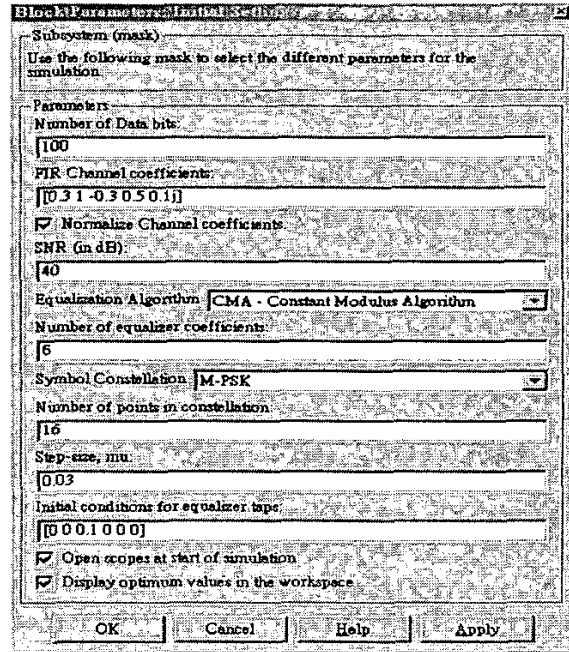 Block Parameters: Initial Settings
Subsystem (mask)
Use the following mask to select the different parameters for the
simulation
Parameters
Number of Data bits:
100
FIR Channel coefficients:
[0.3 1 -0.3 0.5 0.1j]
Normalize Channel coefficients
SNR (in dB):
40
Equalization Algorithm CMA - Constant Modulus Algorithm
Number of equalizer coefficients:
6
Symbol Constellation M-PSK
Number of points in constellation
16
Step-size, mu:
0.03
Initial conditions for equalizer taps:
[0 0 0.1 0 0 0]
Open scopes at start of simulation
Display optimum values in the workspace
OK Cancel Help Apply